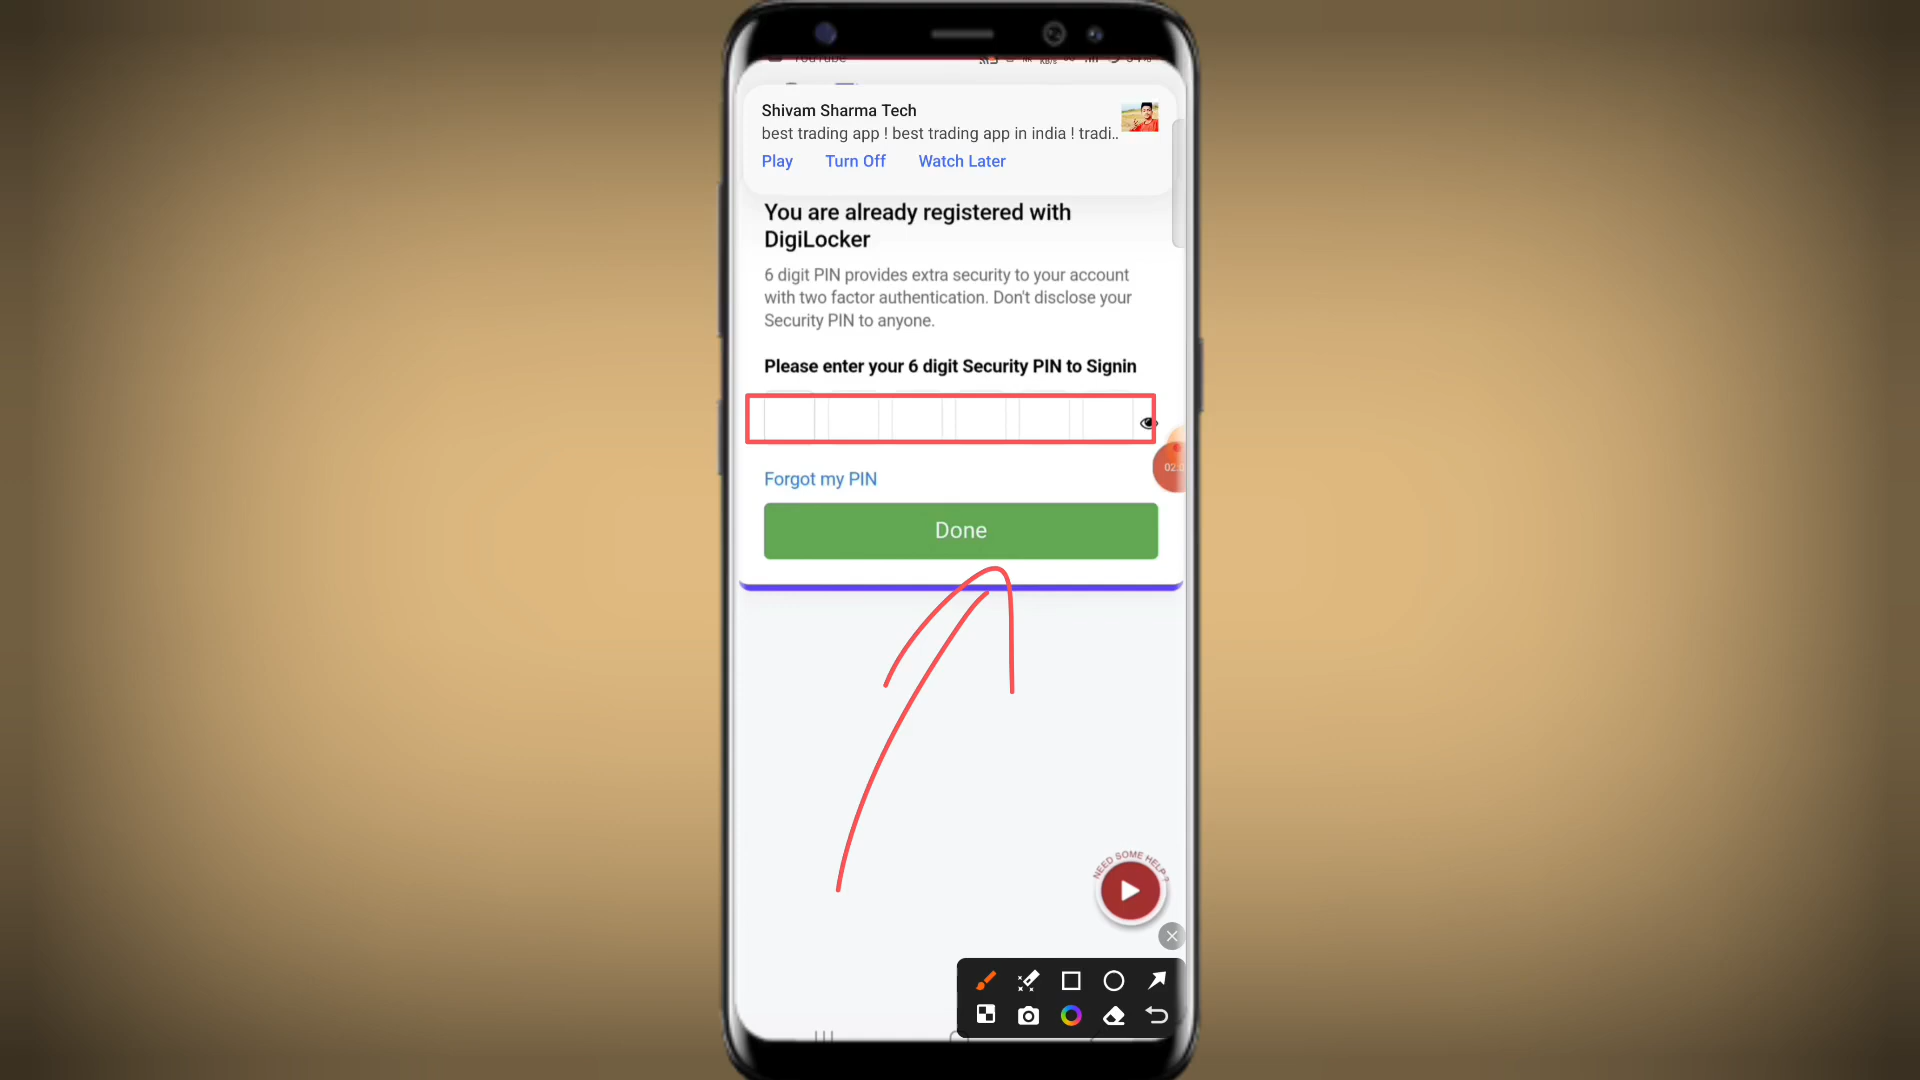 YouTube
Shivam Sharma Tech
best trading app ! best trading app in india ! tradi..
Play Turn Off Watch Later
You are already registered with
DigiLocker
6 digit PIN provides extra security to your account
with two factor authentication. Don't disclose your
Security PIN to anyone.
Please enter your 6 digit Security PIN to Signin
Forgot my PIN
Done
NEED SOME HELP?